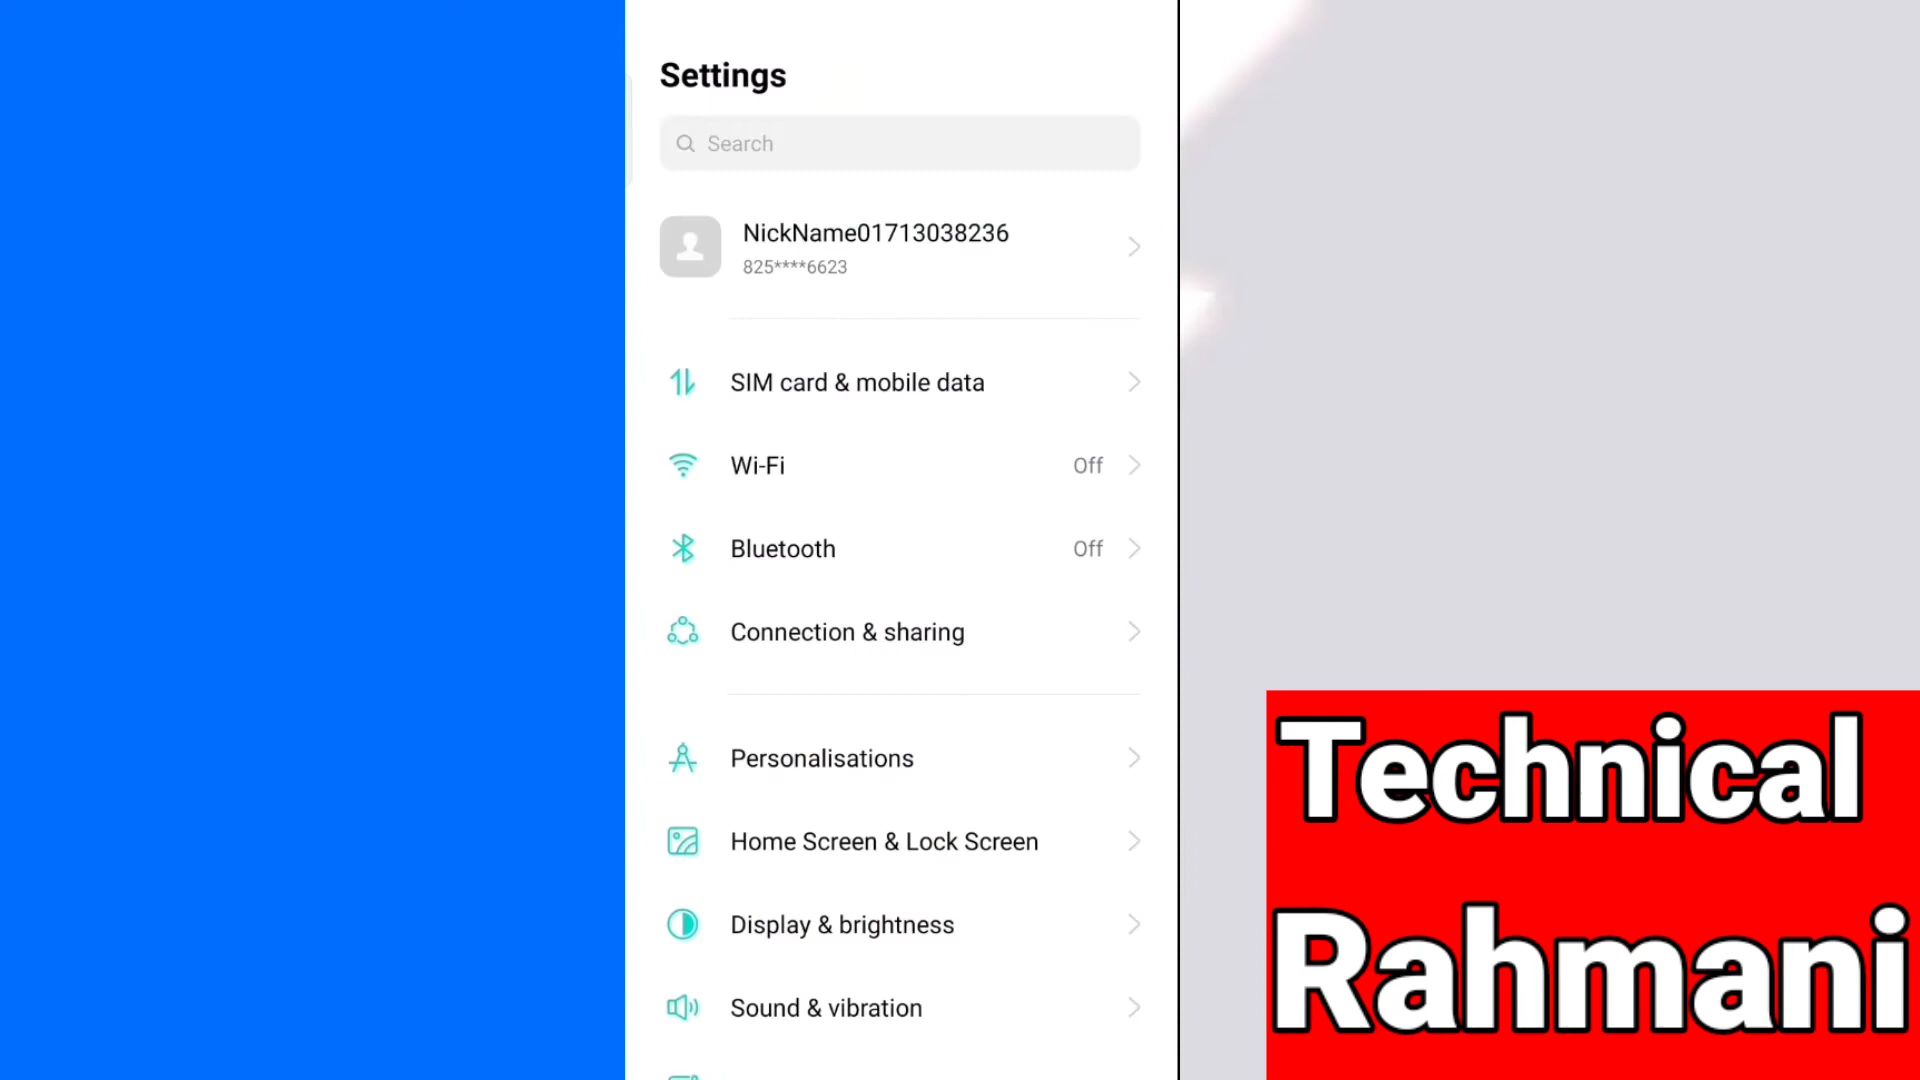 Settings
Search
NickName01713038236
825****6623
SIM card & mobile data
Wi-Fi Off
Bluetooth Off
Connection & sharing
Personalisations
Home Screen & Lock Screen
Display & brightness
Sound & vibration
Technical
Rahmani